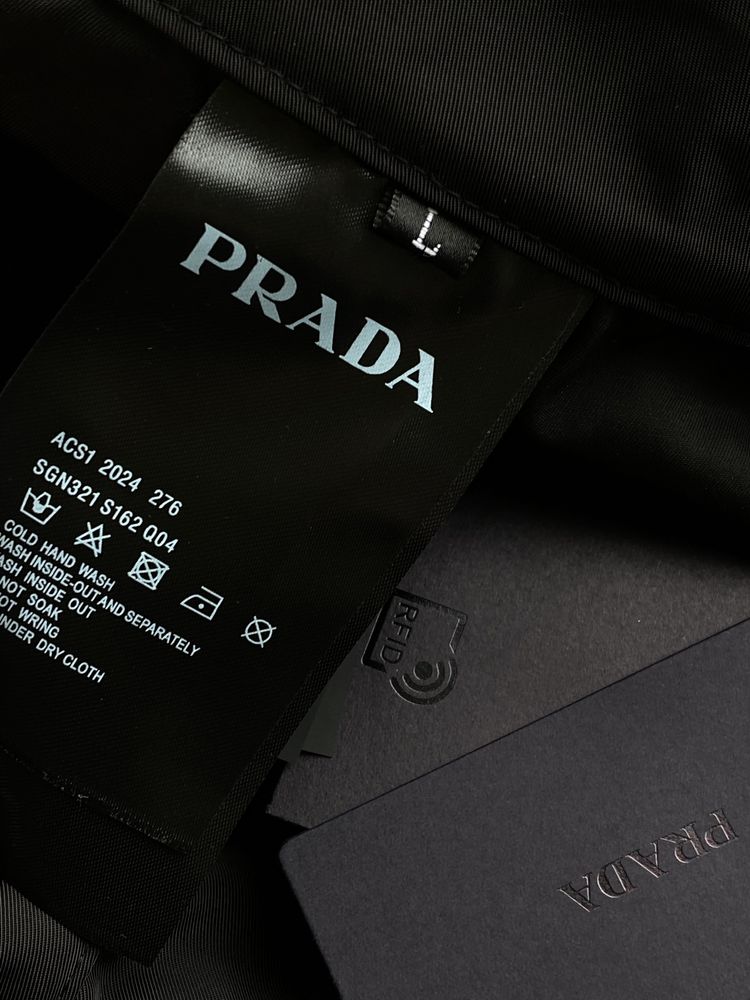 L
PRADA
ACS1 2024 276
SGN321 S162 Q04
COLD HAND WASH
WASH INSIDE-OUT AND SEPARATELY
WASH INSIDE OUT
NOT SOAK
NOT WRING
UNDER DRY CLOTH
RFID
PRADA